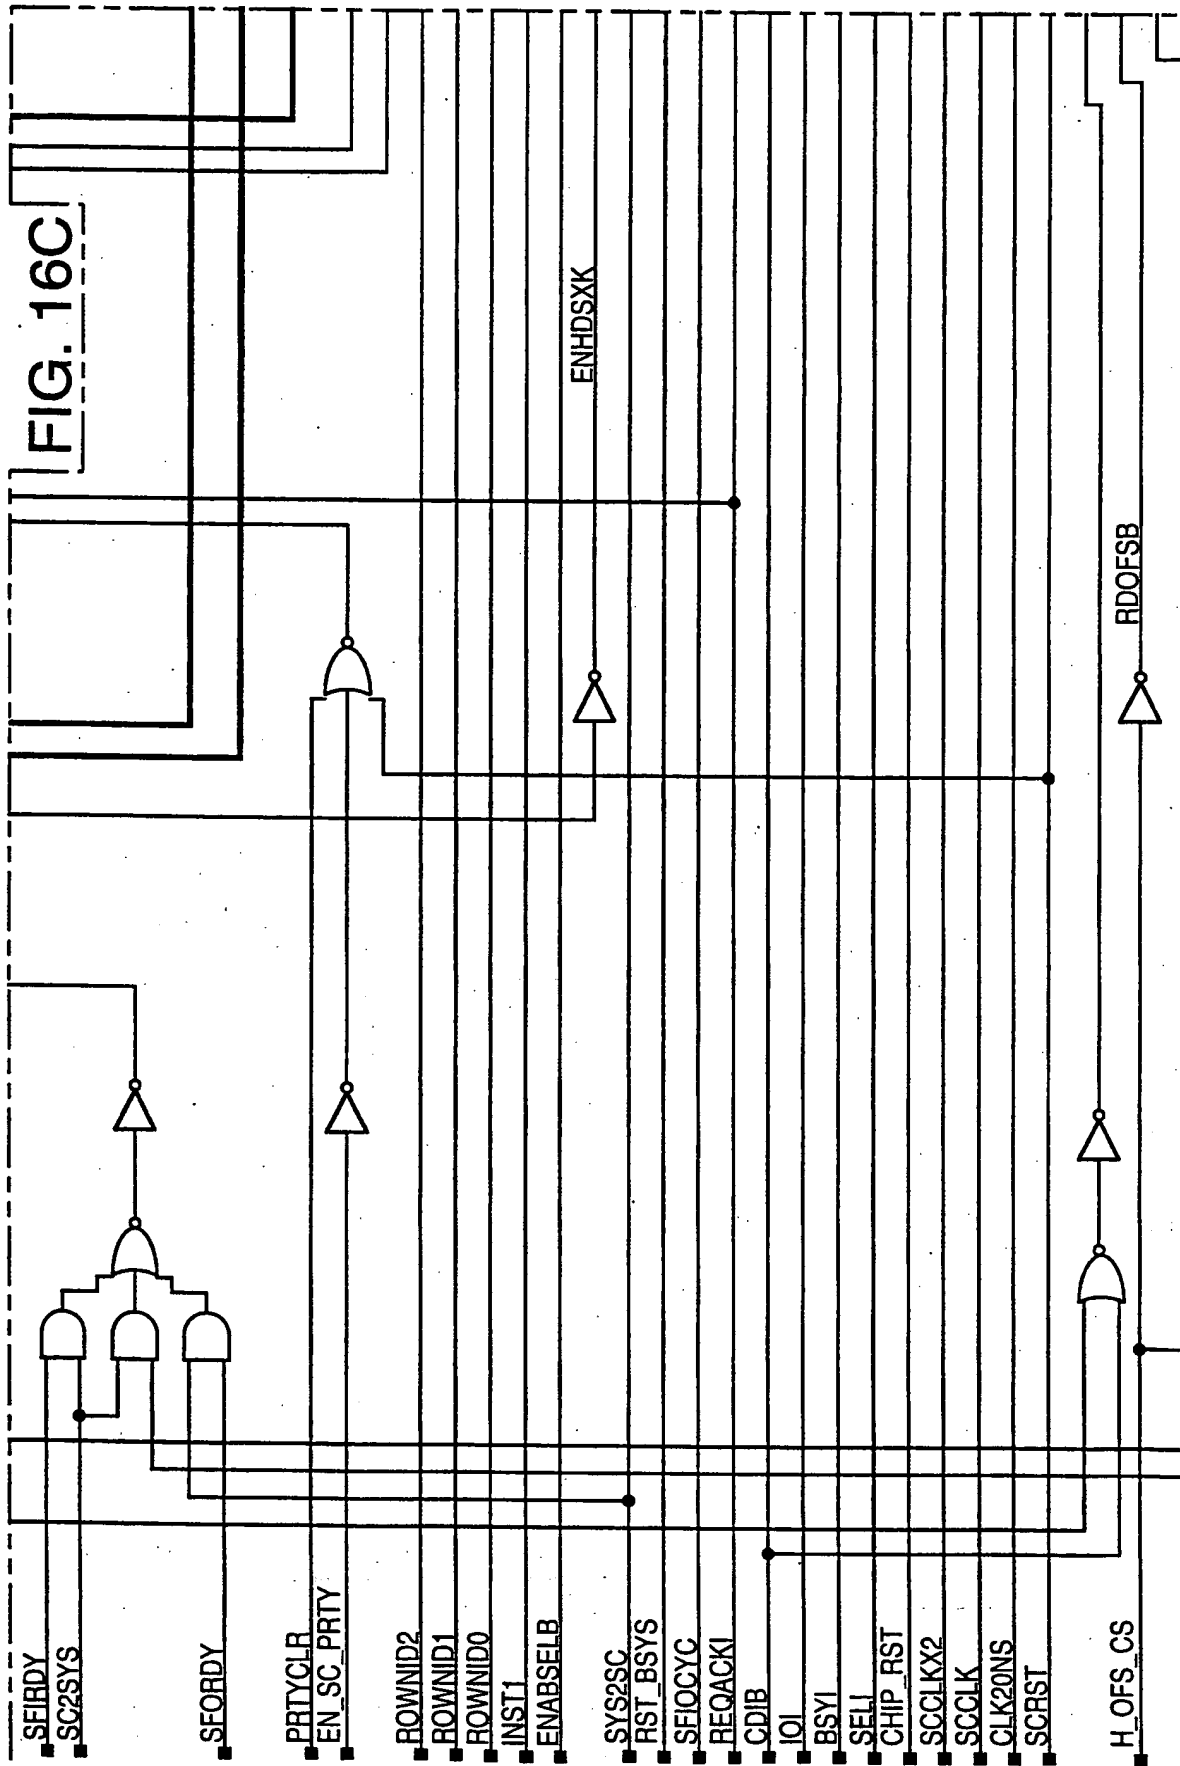 FIG. 16C
SFIRDY
SC2SYS
SFORDY
PRTYCLR
EN_SC_PRTY
ROWNID2
ROWNID1
ROWNID0
INST1
ENABSELB
ENHDSXK
SYS2SC
RST_BSYS
SFIOCYC
REQACKI
CDIB
IOI
BSYI
SELI
CHIP_RST
SCCLKX2
SCCLK
CLK20NS
SCRST
RDOFSB
H_OFS_CS